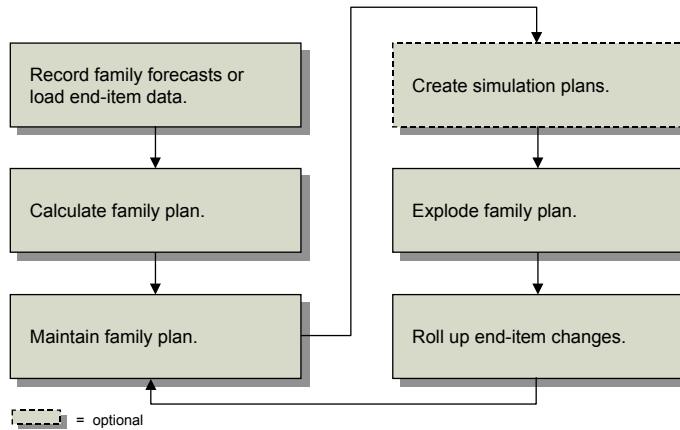 Record family forecasts or
load end-item data.
Calculate family plan.
Maintain family plan.
Create simulation plans.
Explode family plan.
Roll up end-item changes.
= optional